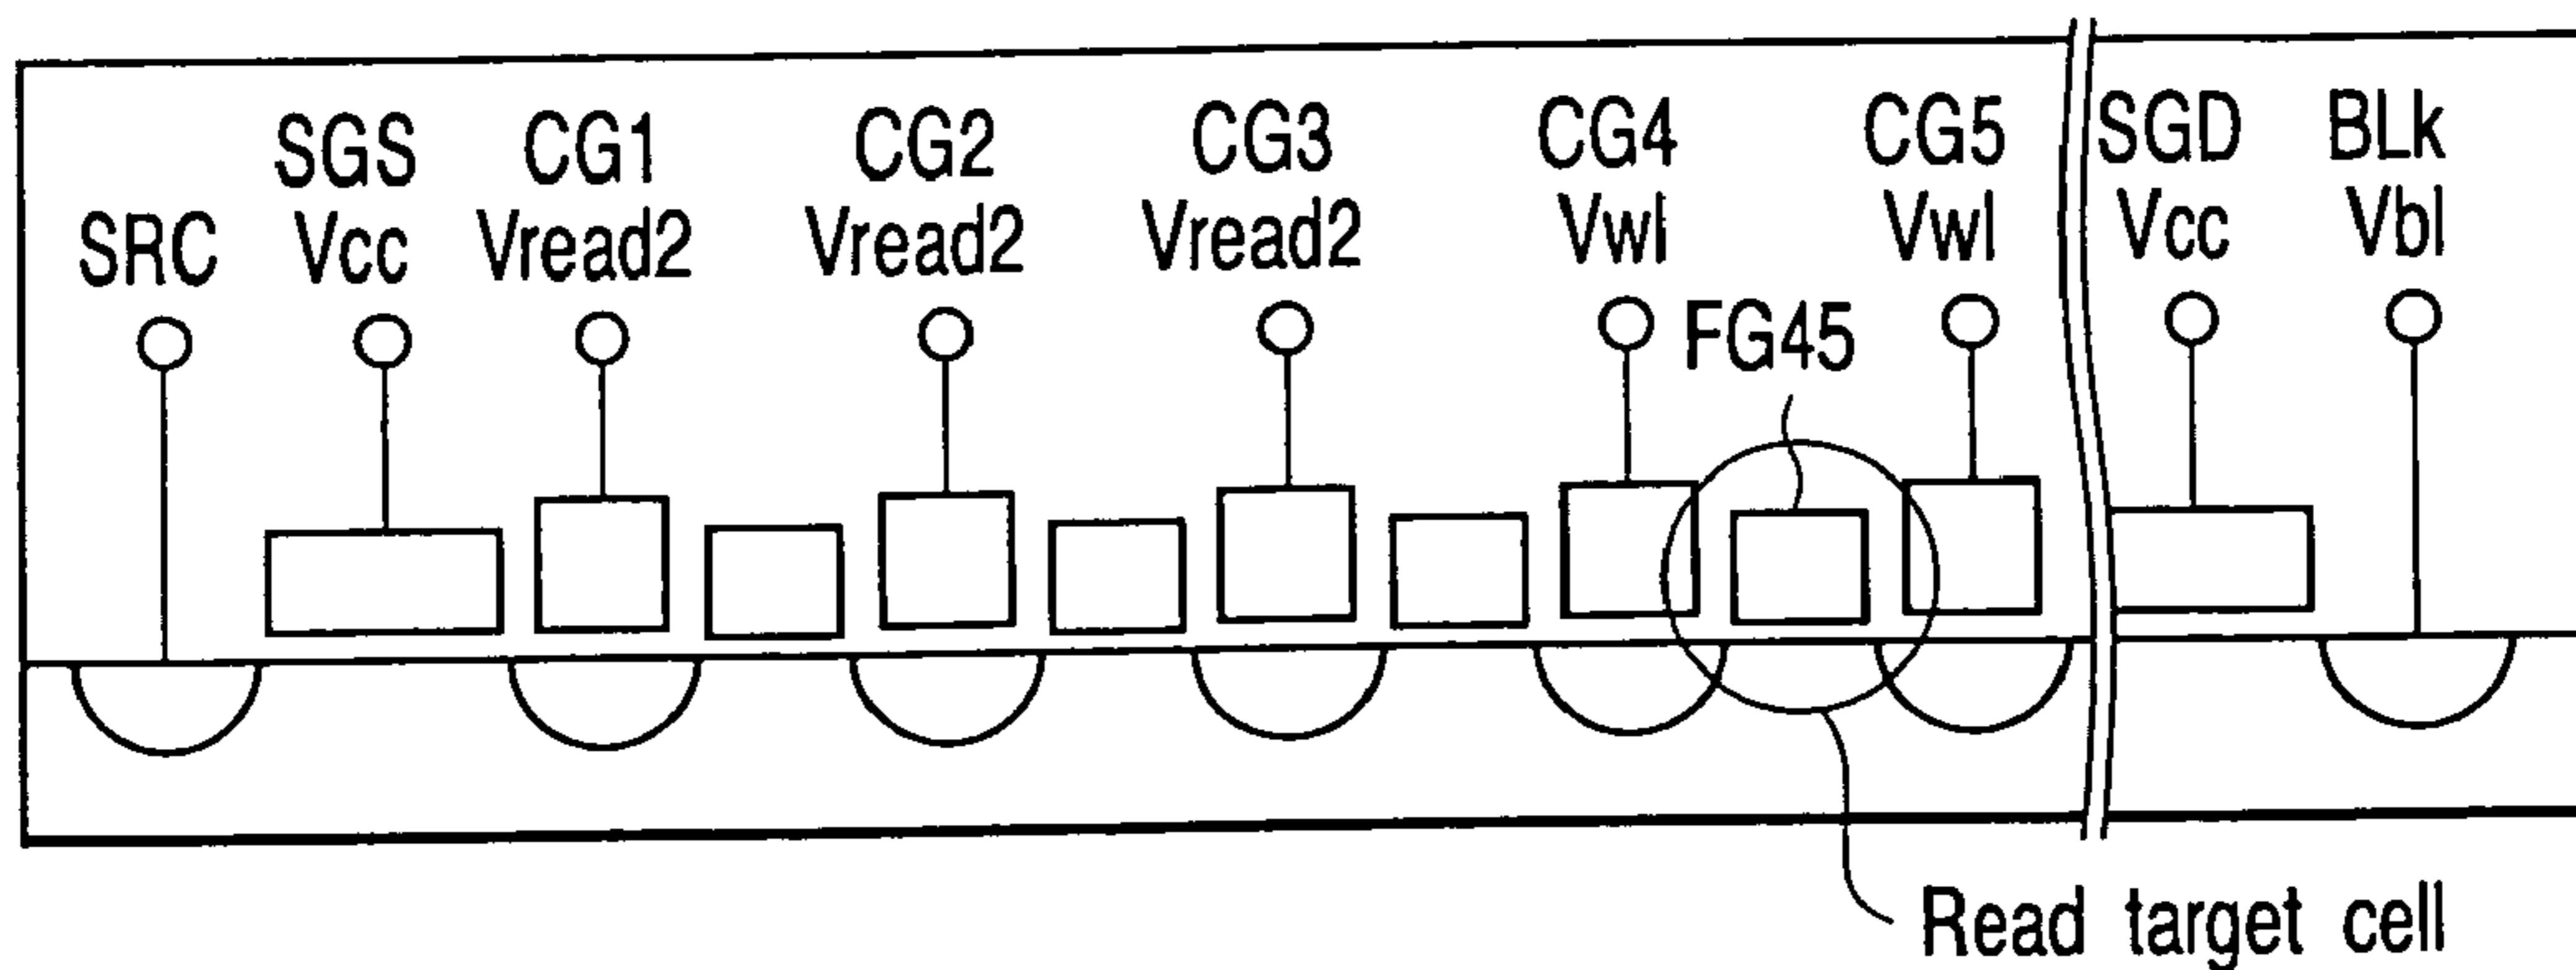 SGS CG1 CG2 CG3 CG4 CG5 SGD BLk
SRC Vcc Vread2 Vread2 Vread2 Vwl Vwl Vcc Vbl
FG45
Read target cell